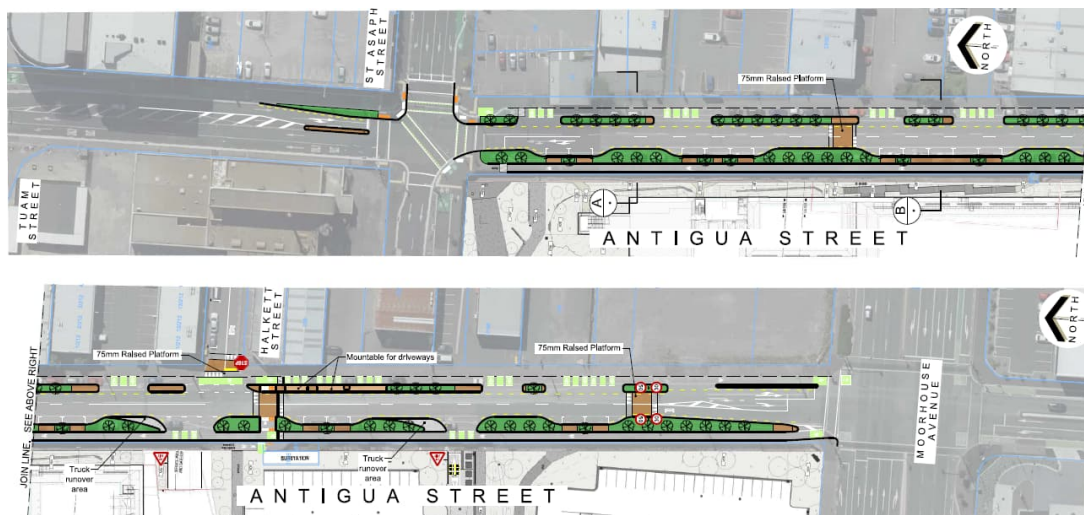 ST ASAPH
STREET
NORTH
75mm Raised Platform
TUAM
STREET
A
B
ANTIGUA STREET
HALKETT
STREET
NORTH
75mm Raised Platform
STOP
Mountable for driveways
75mm Raised Platform
JOIN LINE, SEE ABOVE RIGHT
MOORHOUSE
AVENUE
Truck
runover
area
SUBSTATION
Truck
runover
area
ANTIGUA STREET